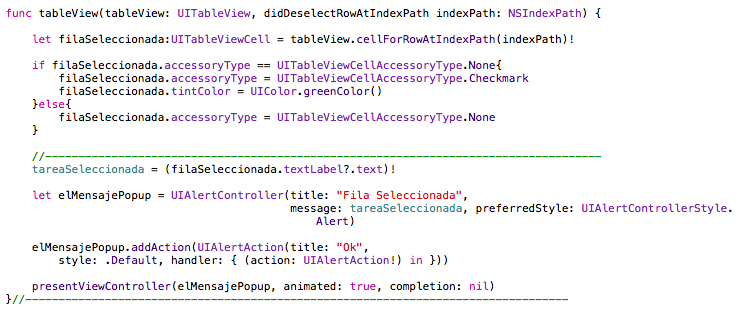 func tableView(tableView: UITableView, didDeselectRowAtIndexPath indexPath: NSIndexPath) {
let filaSeleccionada:UITableViewCell = tableView.cellForRowAtIndexPath(indexPath)!
if filaSeleccionada.accessoryType == UITableViewCellAccessoryType.None{
filaSeleccionada.accessoryType = UITableViewCellAccessoryType.Checkmark
filaSeleccionada.tintColor = UIColor.greenColor()
}else{
filaSeleccionada.accessoryType = UITableViewCellAccessoryType.None
}
//------------------------------------------------------------------------------------
tareaSeleccionada = (filaSeleccionada.textLabel?.text)!
let elMensajePopup = UIAlertController(title: "Fila Seleccionada",
message: tareaSeleccionada, preferredStyle: UIAlertControllerStyle.
Alert)
elMensajePopup.addAction(UIAlertAction(title: "Ok",
style: .Default, handler: { (action: UIAlertAction!) in }))
presentViewController(elMensajePopup, animated: true, completion: nil)
}//----------------------------------------------------------------------------------